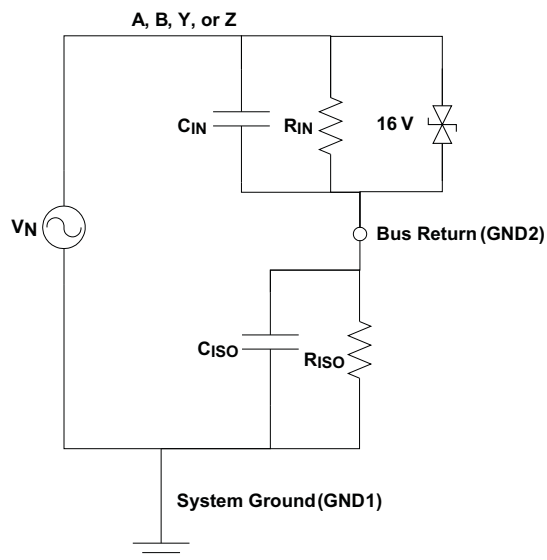 A, B, Y, or Z
CIN
RIN
16 V
VN
Bus Return (GND2)
CISO
RISO
System Ground (GND1)